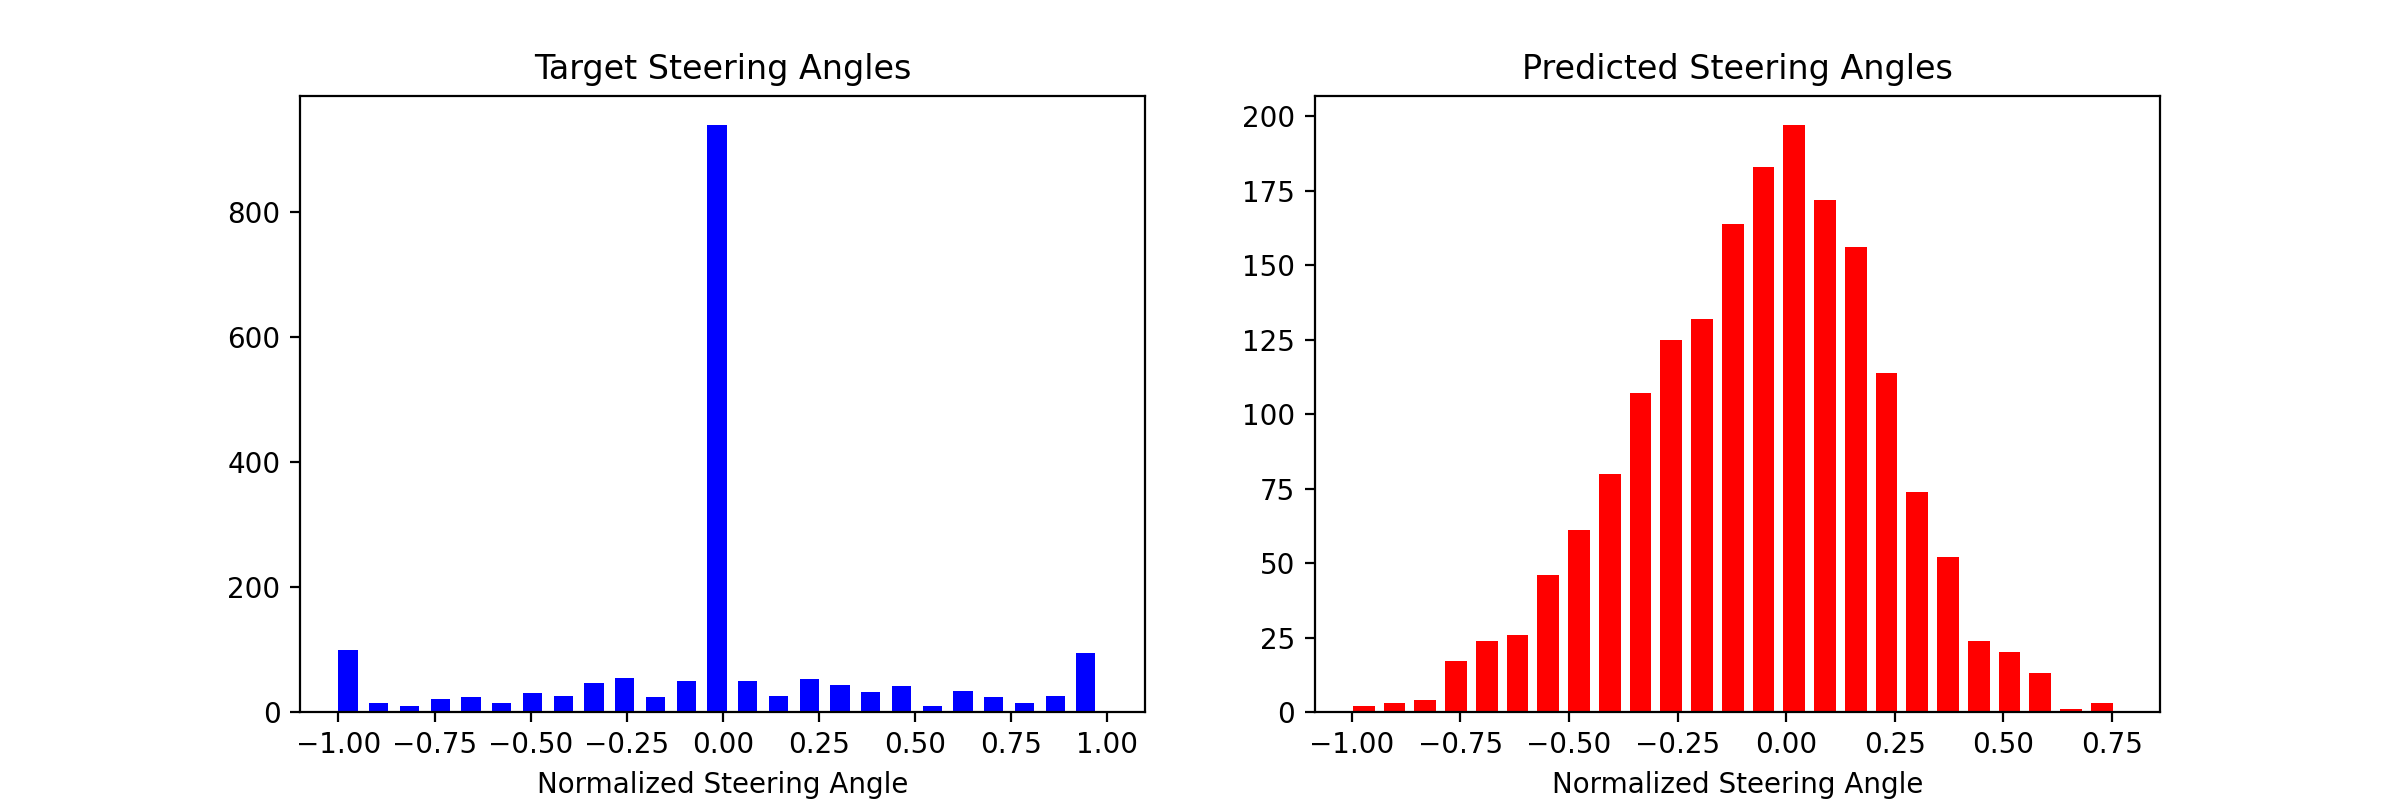 Target Steering Angles
800
600
400
200
0
−1.00 −0.75 −0.50 −0.25 0.00 0.25 0.50 0.75 1.00
Normalized Steering Angle
Predicted Steering Angles
200
175
150
125
100
75
50
25
0
−1.00 −0.75 −0.50 −0.25 0.00 0.25 0.50 0.75
Normalized Steering Angle